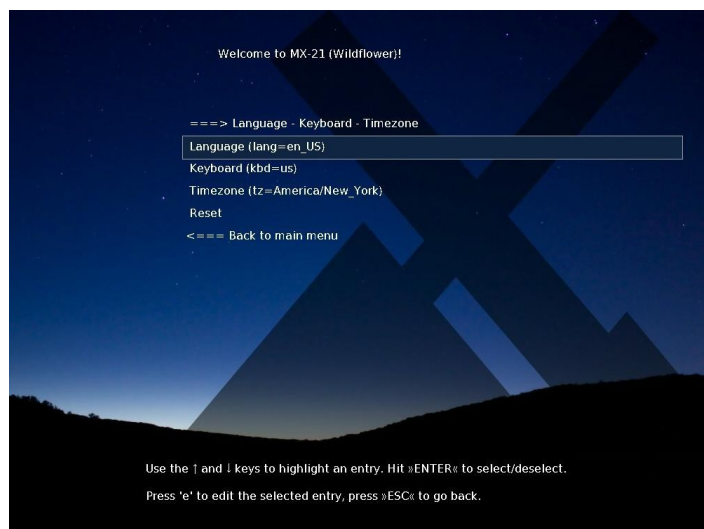 Welcome to MX-21 (Wildflower)!
===> Language - Keyboard - Timezone
Language (lang=en_US)
Keyboard (kbd=us)
Timezone (tz=America/New_York)
Reset
<=== Back to main menu
Use the ↑ and ↓ keys to highlight an entry. Hit »ENTER« to select/deselect.
Press 'e' to edit the selected entry, press »ESC« to go back.